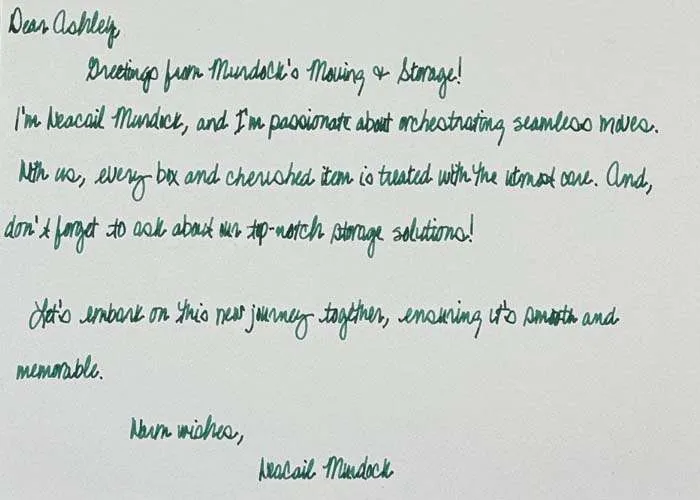 Dear Ashley,
Greetings from Murdock's Moving & Storage!
I'm Neacail Murdock, and I'm passionate about orchestrating seamless moves.
With us, every box and cherished item is treated with the utmost care. And,
don't forget to ask about our top-notch storage solutions!
Let's embark on this new journey together, ensuring it's smooth and
memorable.
Warm wishes,
Neacail Murdock